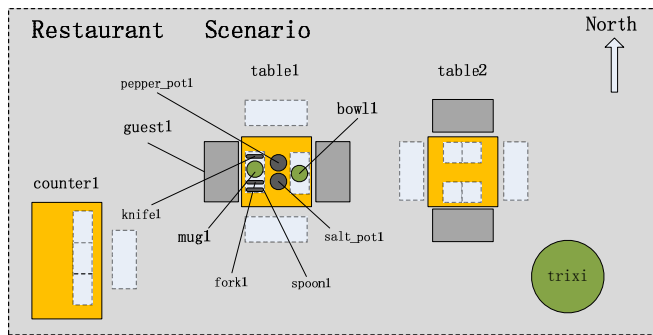 Restaurant Scenario
North
table1
table2
pepper_pot1
bowl1
guest1
counter1
knife1
mug1
salt_pot1
fork1
spoon1
trixi